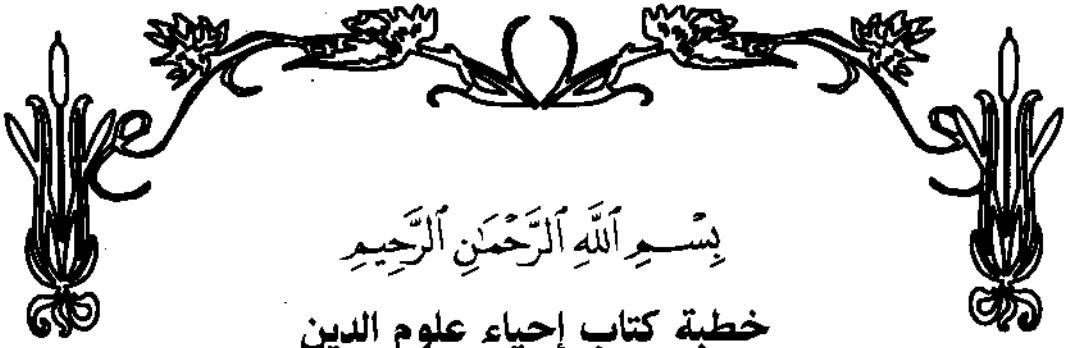 بِسْمِ ٱللَّهِ ٱلرَّحْمَٰنِ ٱلرَّحِيمِ
خطبة كتاب إحياء علوم الدين